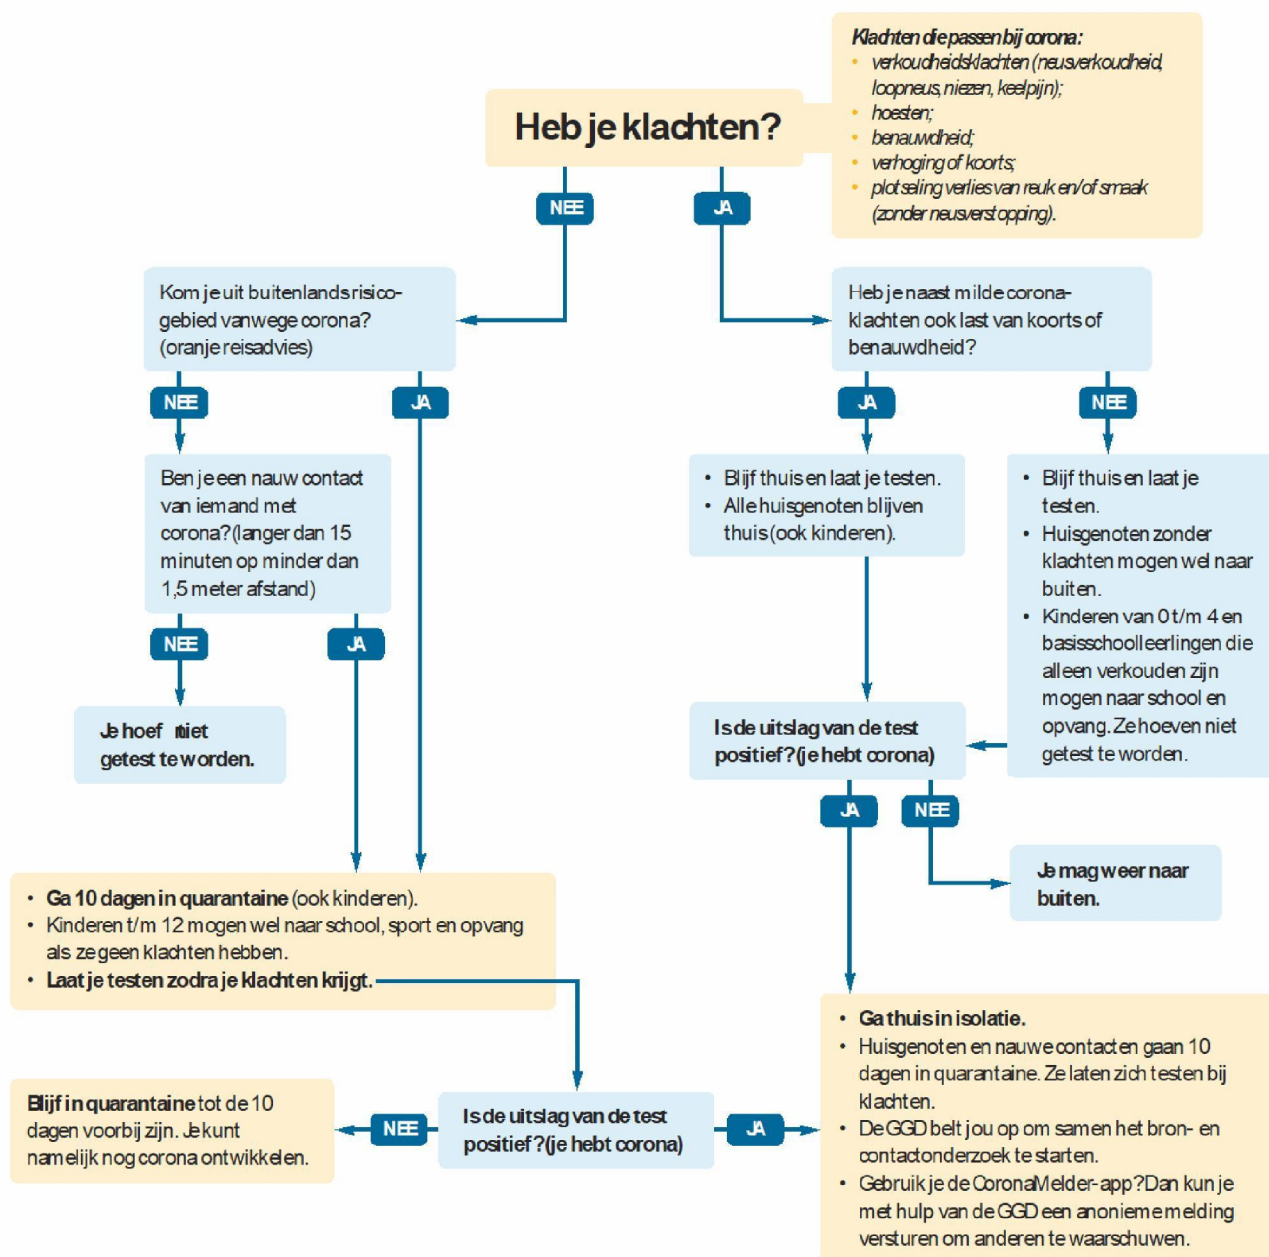 Klachten die passen bij corona:
• verkoudheidsklachten (neusverkoudheid,
loopneus, niezen, keelpijn);
• hoesten;
• benauwdheid;
• verhoging of koorts;
• plotseling verlies van reuk en/of smaak
(zonder neusverstopping).
Heb je klachten?
NEE
JA
Kom je uit buitenlands risico-
gebied vanwege corona?
(oranje reisadvies)
Heb je naast milde corona-
klachten ook last van koorts of
benauwdheid?
NEE
JA
JA
NEE
Ben je een nauw contact
van iemand met
corona? (langer dan 15
minuten op minder dan
1,5 meter afstand)
• Blijf thuis en laat je testen.
• Alle huisgenoten blijven
thuis (ook kinderen).
• Blijf thuis en laat je
testen.
• Huisgenoten zonder
klachten mogen wel naar
buiten.
• Kinderen van 0 t/m 4 en
basisschoolleerlingen die
alleen verkouden zijn
mogen naar school en
opvang. Ze hoeven niet
getest te worden.
NEE
JA
Je hoef niet
getest te worden.
Is de uitslag van de test
positief? (je hebt corona)
JA
NEE
Je mag weer naar
buiten.
• Ga 10 dagen in quarantaine (ook kinderen).
• Kinderen t/m 12 mogen wel naar school, sport en opvang
als ze geen klachten hebben.
• Laat je testen zodra je klachten krijgt.
• Ga thuis in isolatie.
• Huisgenoten en nauwe contacten gaan 10
dagen in quarantaine. Ze laten zich testen bij
klachten.
• De GGD belt jou op om samen het bron- en
contactonderzoek te starten.
• Gebruik je de CoronaMelder-app? Dan kun je
met hulp van de GGD een anonieme melding
versturen om anderen te waarschuwen.
Blijf in quarantaine tot de 10
dagen voorbij zijn. Je kunt
namelijk nog corona ontwikkelen.
NEE
Is de uitslag van de test
positief? (je hebt corona)
JA